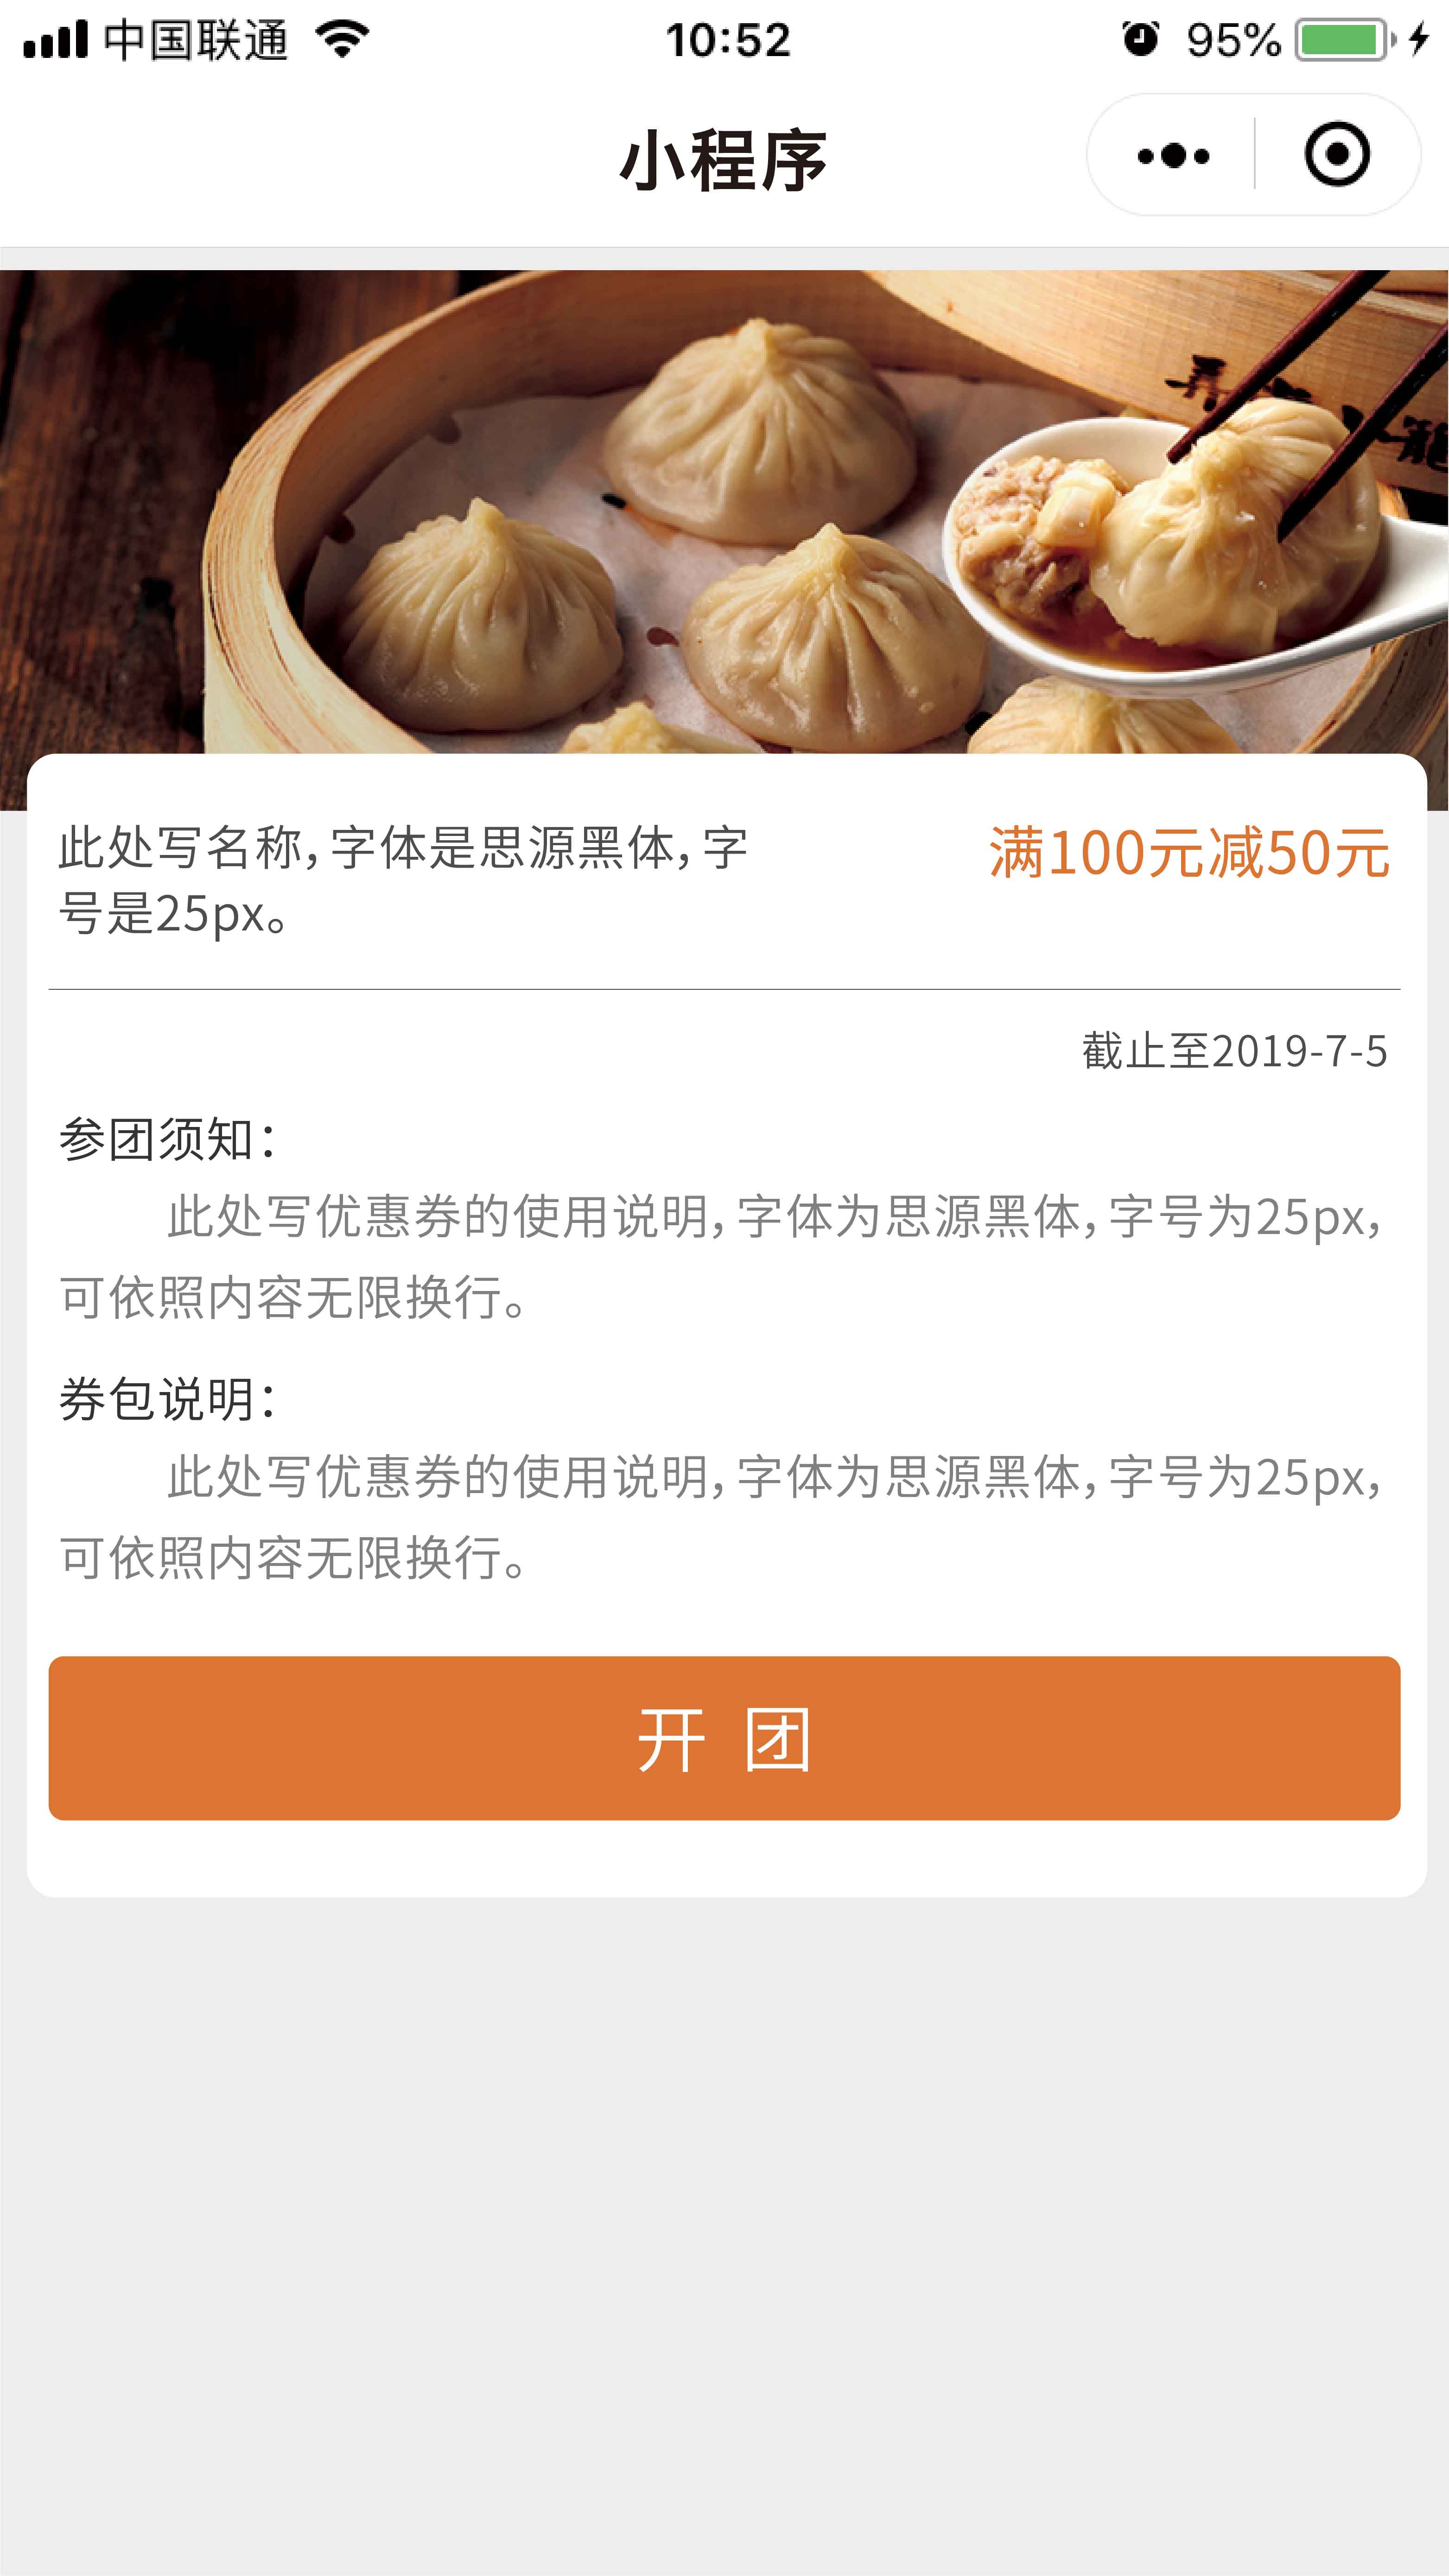 中国联通
10:52
95%
小程序
此处写名称，字体是思源黑体，字
号是25px。
满100元减50元
截止至2019-7-5
参团须知：
此处写优惠券的使用说明，字体为思源黑体，字号为25px，
可依照内容无限换行。
券包说明：
此处写优惠券的使用说明，字体为思源黑体，字号为25px，
可依照内容无限换行。
开 团